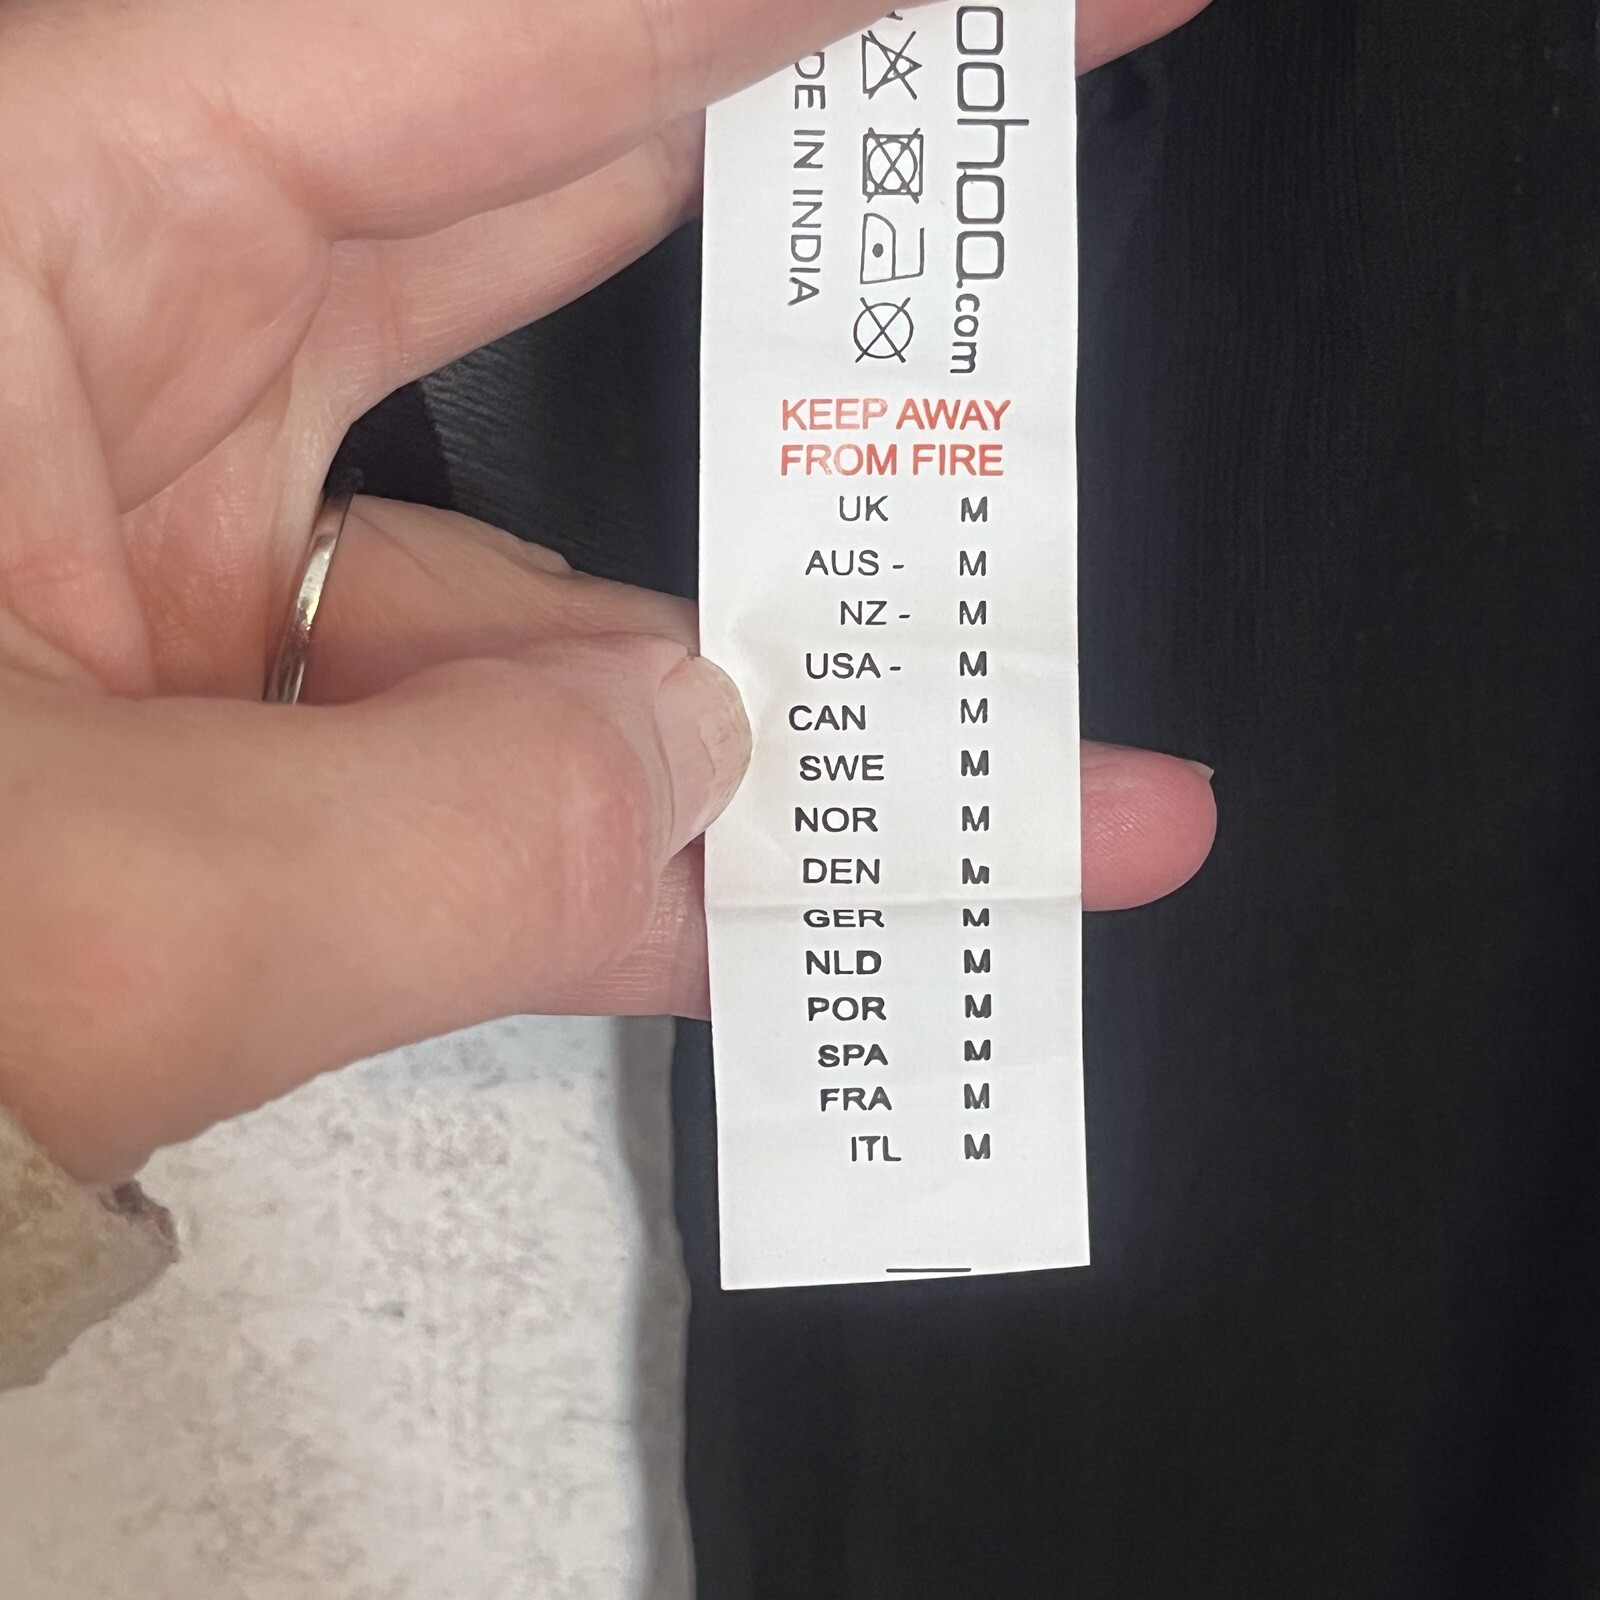 oohoo.com
DE IN INDIA
KEEP AWAY
FROM FIRE
UK M
AUS - M
NZ - M
USA - M
CAN M
SWE M
NOR M
DEN M
GER M
NLD M
POR M
SPA M
FRA M
ITL M